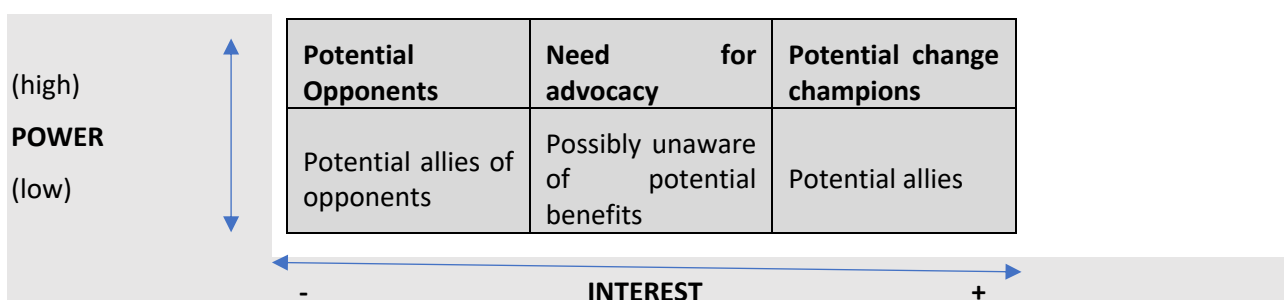 Potential
Opponents
Need for
advocacy
Potential change
champions
(high)
POWER
(low)
Potential allies of
opponents
Possibly unaware
of potential
benefits
Potential allies
- INTEREST +